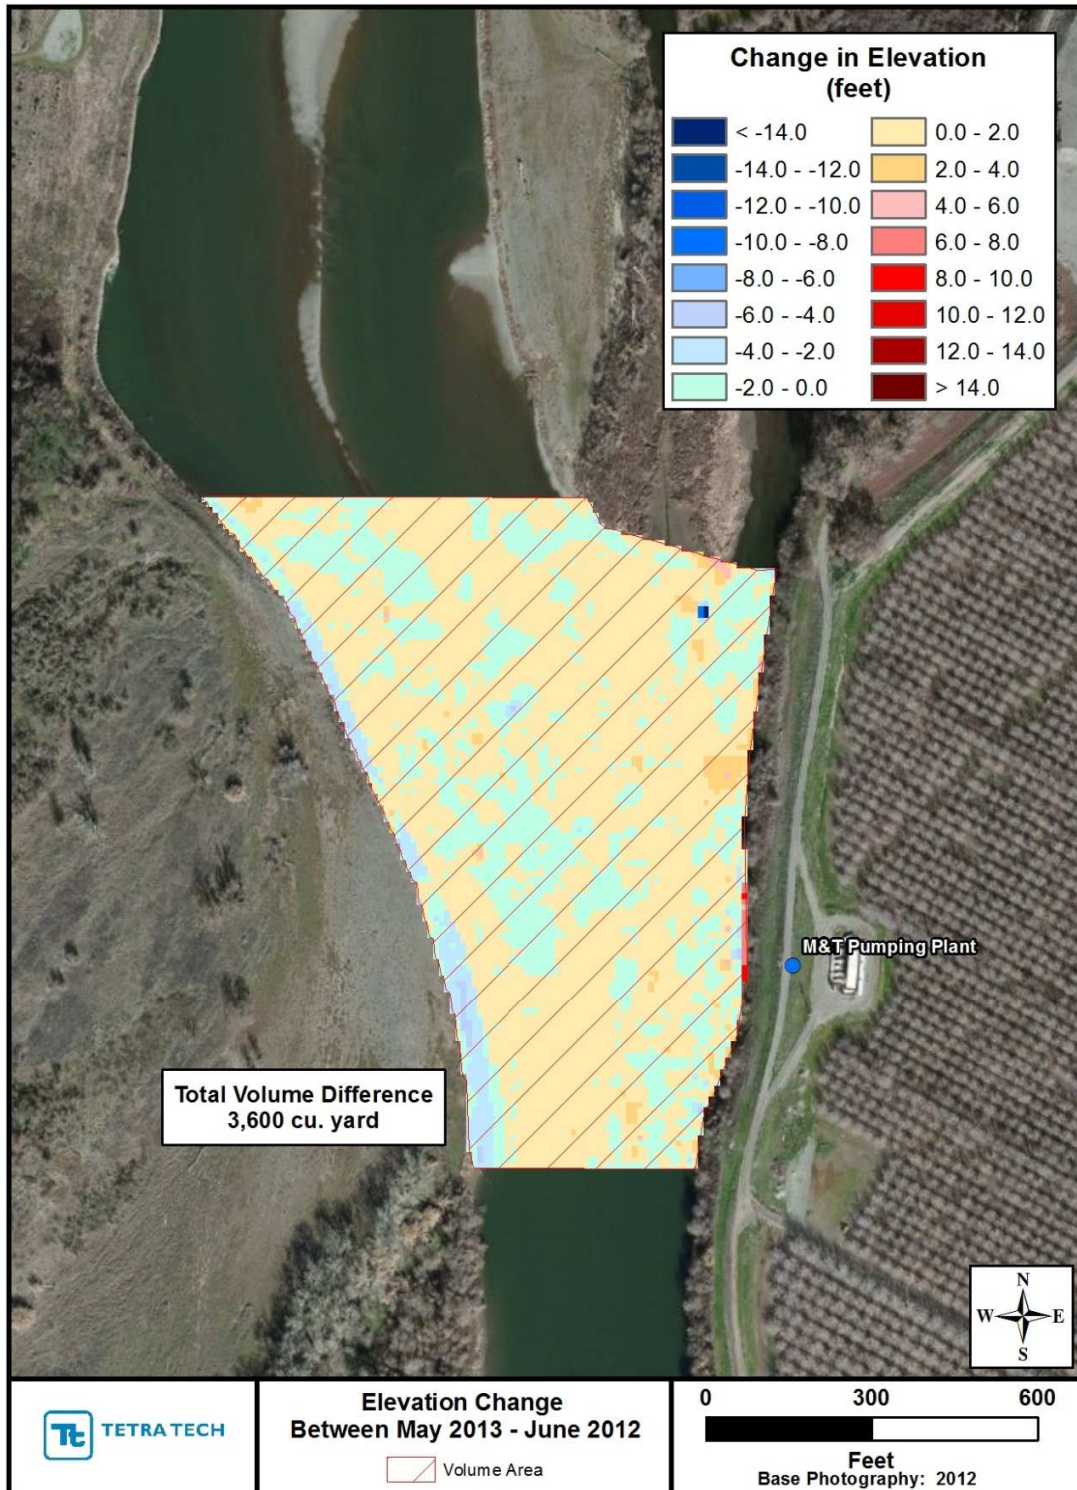 Change in Elevation
(feet)
< -14.0
-14.0 - -12.0
-12.0 - -10.0
-10.0 - -8.0
-8.0 - -6.0
-6.0 - -4.0
-4.0 - -2.0
-2.0 - 0.0
0.0 - 2.0
2.0 - 4.0
4.0 - 6.0
6.0 - 8.0
8.0 - 10.0
10.0 - 12.0
12.0 - 14.0
> 14.0
M&T Pumping Plant
Total Volume Difference
3,600 cu. yard
N
W E
S
Tt TETRA TECH
Elevation Change
Between May 2013 - June 2012
Volume Area
0 300 600
Feet
Base Photography: 2012